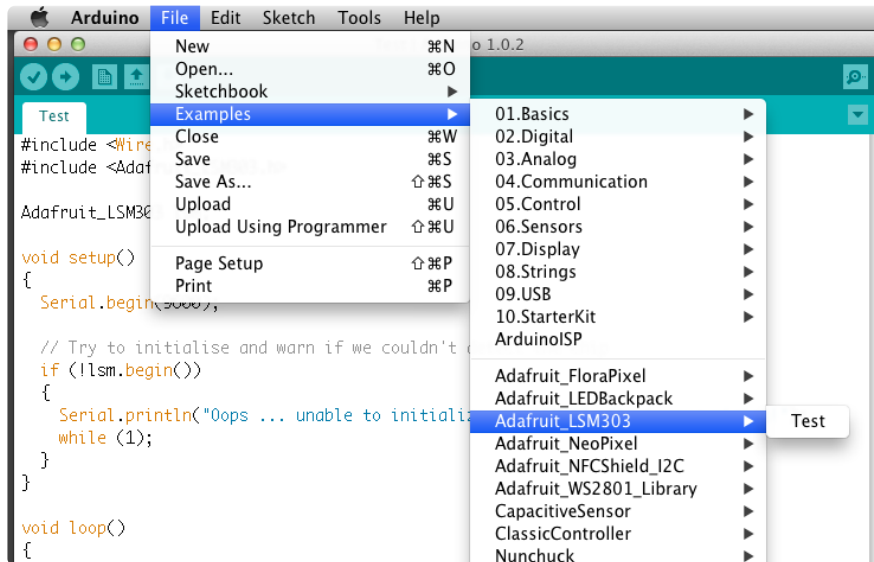 Arduino File Edit Sketch Tools Help
o 1.0.2
New ⌘N
Open... ⌘O
Sketchbook ▶
Examples ▶
Close ⌘W
Save ⌘S
Save As... ⇧⌘S
Upload ⌘U
Upload Using Programmer ⇧⌘U
Page Setup ⇧⌘P
Print ⌘P
01.Basics ▶
02.Digital ▶
03.Analog ▶
04.Communication ▶
05.Control ▶
06.Sensors ▶
07.Display ▶
08.Strings ▶
09.USB ▶
10.StarterKit ▶
ArduinoISP
Adafruit_FloraPixel ▶
Adafruit_LEDBackpack ▶
Adafruit_LSM303 ▶
Adafruit_NeoPixel ▶
Adafruit_NFCShield_I2C ▶
Adafruit_WS2801_Library ▶
CapacitiveSensor ▶
ClassicController ▶
Nunchuck ▶
Test
Test
#include <Wire
#include <Adaf
Adafruit_LSM30
void setup()
{
Serial.begin(9600);
// Try to initialise and warn if we couldn't
if (!lsm.begin())
{
Serial.println("Oops ... unable to initializ
while (1);
}
}
void loop()
{